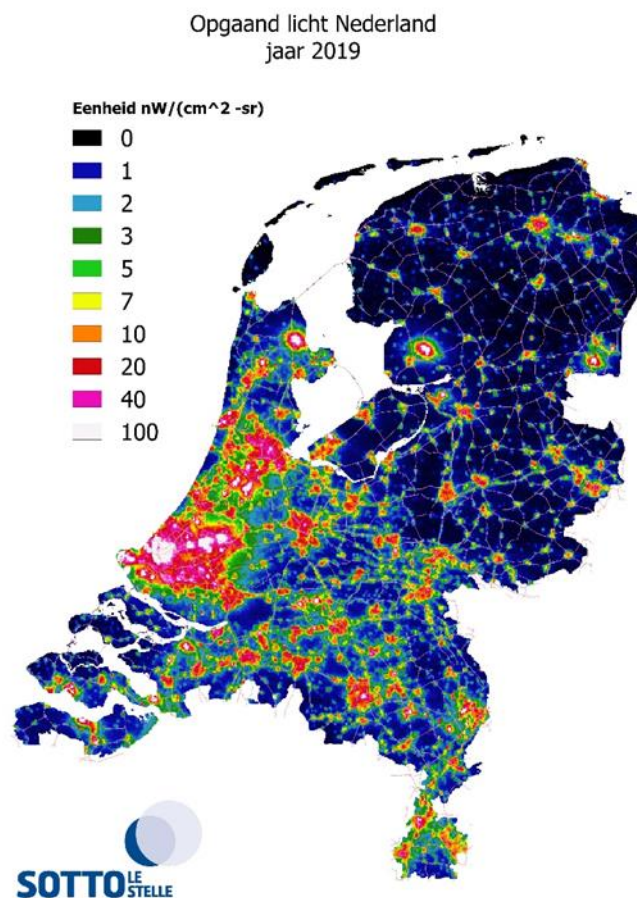 Opgaand licht Nederland
jaar 2019
Eenheid nW/(cm^2 -sr)
0
1
2
3
5
7
10
20
40
100
SOTTO LE STELLE